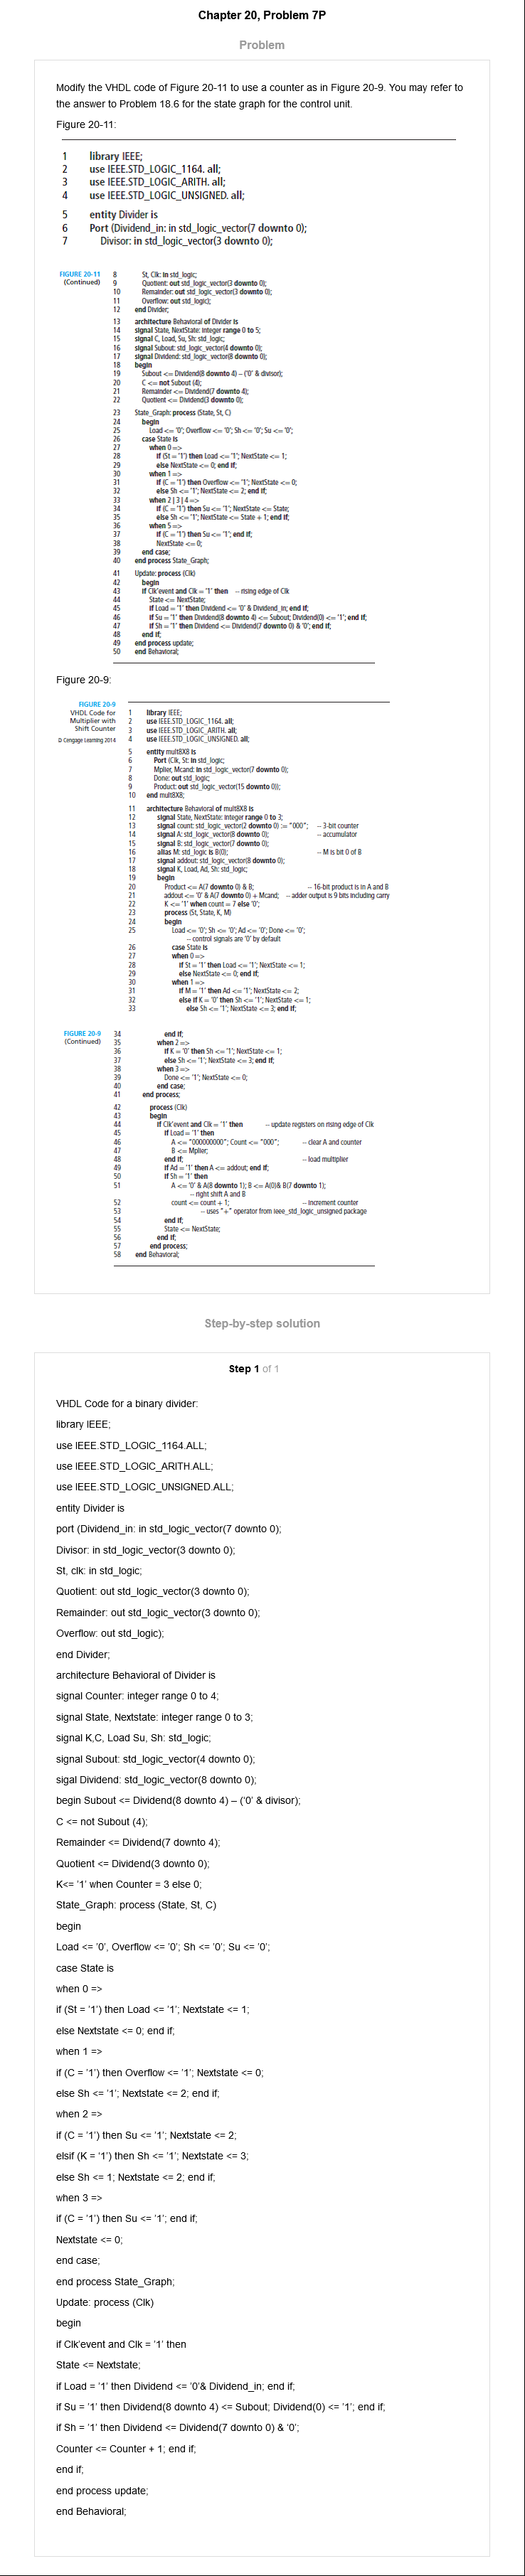 Chapter 20, Problem 7P
Problem
Modify the VHDL code of Figure 20-11 to use a counter as in Figure 20-9. You may refer to
the answer to Problem 18.6 for the state graph for the control unit.
Figure 20-11:
1 library IEEE;
2 use IEEE.STD_LOGIC_1164. all;
3 use IEEE.STD_LOGIC_ARITH. all;
4 use IEEE.STD_LOGIC_UNSIGNED. all;
5 entity Divider is
6 Port (Dividend_in: in std_logic_vector(7 downto 0);
7 Divisor: in std_logic_vector(3 downto 0);
FIGURE 20-11
(Continued)
8 St, Clk: in std_logic;
9 Quotient: out std_logic_vector(3 downto 0);
10 Remainder: out std_logic_vector(3 downto 0);
11 Overflow: out std_logic);
12 end Divider;
13 architecture Behavioral of Divider is
14 signal State, NextState: integer range 0 to 5;
15 signal C, Load, Su, Sh: std_logic;
16 signal Subout: std_logic_vector(4 downto 0);
17 signal Dividend: std_logic_vector(8 downto 0);
18 begin
19 Subout <= Dividend(8 downto 4) – ('0' & divisor);
20 C <= not Subout (4);
21 Remainder <= Dividend(7 downto 4);
22 Quotient <= Dividend(3 downto 0);
23 State_Graph: process (State, St, C)
24 begin
25 Load <= '0'; Overflow <= '0'; Sh <= '0'; Su <= '0';
26 case State is
27 when 0 =>
28 if (St = '1') then Load <= '1'; NextState <= 1;
29 else NextState <= 0; end if;
30 when 1 =>
31 if (C = '1') then Overflow <= '1'; NextState <= 0;
32 else Sh <= '1'; NextState <= 2; end if;
33 when 2 | 3 | 4 =>
34 if (C = '1') then Su <= '1'; NextState <= State;
35 else Sh <= '1'; NextState <= State + 1; end if;
36 when 5 =>
37 if (C = '1') then Su <= '1'; end if;
38 NextState <= 0;
39 end case;
40 end process State_Graph;
41 Update: process (Clk)
42 begin
43 if Clk'event and Clk = '1' then -- rising edge of Clk
44 State <= NextState;
45 if Load = '1' then Dividend <= '0' & Dividend_in; end if;
46 if Su = '1' then Dividend(8 downto 4) <= Subout; Dividend(0) <= '1'; end if;
47 if Sh = '1' then Dividend <= Dividend(7 downto 0) & '0'; end if;
48 end if;
49 end process update;
50 end Behavioral;
Figure 20-9:
FIGURE 20-9
VHDL Code for
Multiplier with
Shift Counter
© Cengage Learning 2014
1 library IEEE;
2 use IEEE.STD_LOGIC_1164. all;
3 use IEEE.STD_LOGIC_ARITH. all;
4 use IEEE.STD_LOGIC_UNSIGNED. all;
5 entity mult8X8 is
6 Port (Clk, St: in std_logic;
7 Mplier, Mcand: in std_logic_vector(7 downto 0);
8 Done: out std_logic;
9 Product: out std_logic_vector(15 downto 0));
10 end mult8X8;
11 architecture Behavioral of mult8X8 is
12 signal State, NextState: integer range 0 to 3;
13 signal count: std_logic_vector(2 downto 0) := "000"; -- 3-bit counter
14 signal A: std_logic_vector(8 downto 0); -- accumulator
15 signal B: std_logic_vector(7 downto 0);
16 alias M: std_logic is B(0); -- M is bit 0 of B
17 signal addout: std_logic_vector(8 downto 0);
18 signal K, Load, Ad, Sh: std_logic;
19 begin
20 Product <= A(7 downto 0) & B; -- 16-bit product is in A and B
21 addout <= '0' & A(7 downto 0) + Mcand; -- adder output is 9 bits including carry
22 K <= '1' when count = 7 else '0';
23 process (St, State, K, M)
24 begin
25 Load <= '0'; Sh <= '0'; Ad <= '0'; Done <= '0';
-- control signals are '0' by default
26 case State is
27 when 0 =>
28 if St = '1' then Load <= '1'; NextState <= 1;
29 else NextState <= 0; end if;
30 when 1 =>
31 if M = '1' then Ad <= '1'; NextState <= 2;
32 else if K = '0' then Sh <= '1'; NextState <= 1;
33 else Sh <= '1'; NextState <= 3; end if;
FIGURE 20-9
(Continued)
34 end if;
35 when 2 =>
36 if K = '0' then Sh <= '1'; NextState <= 1;
37 else Sh <= '1'; NextState <= 3; end if;
38 when 3 =>
39 Done <= '1'; NextState <= 0;
40 end case;
41 end process;
42 process (Clk)
43 begin
44 if Clk'event and Clk = '1' then -- update registers on rising edge of Clk
45 if Load = '1' then
46 A <= "000000000"; Count <= "000"; -- clear A and counter
47 B <= Mplier;
48 end if; -- load multiplier
49 if Ad = '1' then A <= addout; end if;
50 if Sh = '1' then
51 A <= '0' & A(8 downto 1); B <= A(0)& B(7 downto 1);
-- right shift A and B
52 count <= count + 1; -- increment counter
53 -- uses "+" operator from ieee_std_logic_unsigned package
54 end if;
55 State <= NextState;
56 end if;
57 end process;
58 end Behavioral;
Step-by-step solution
Step 1 of 1
VHDL Code for a binary divider:
library IEEE;
use IEEE.STD_LOGIC_1164.ALL;
use IEEE.STD_LOGIC_ARITH.ALL;
use IEEE.STD_LOGIC_UNSIGNED.ALL;
entity Divider is
port (Dividend_in: in std_logic_vector(7 downto 0);
Divisor: in std_logic_vector(3 downto 0);
St, clk: in std_logic;
Quotient: out std_logic_vector(3 downto 0);
Remainder: out std_logic_vector(3 downto 0);
Overflow: out std_logic);
end Divider;
architecture Behavioral of Divider is
signal Counter: integer range 0 to 4;
signal State, Nextstate: integer range 0 to 3;
signal K,C, Load Su, Sh: std_logic;
signal Subout: std_logic_vector(4 downto 0);
sigal Dividend: std_logic_vector(8 downto 0);
begin Subout <= Dividend(8 downto 4) – ('0' & divisor);
C <= not Subout (4);
Remainder <= Dividend(7 downto 4);
Quotient <= Dividend(3 downto 0);
K<= '1' when Counter = 3 else 0;
State_Graph: process (State, St, C)
begin
Load <= '0', Overflow <= '0'; Sh <= '0'; Su <= '0';
case State is
when 0 =>
if (St = '1') then Load <= '1'; Nextstate <= 1;
else Nextstate <= 0; end if;
when 1 =>
if (C = '1') then Overflow <= '1'; Nextstate <= 0;
else Sh <= '1'; Nextstate <= 2; end if;
when 2 =>
if (C = '1') then Su <= '1'; Nextstate <= 2;
elsif (K = '1') then Sh <= '1'; Nextstate <= 3;
else Sh <= 1; Nextstate <= 2; end if;
when 3 =>
if (C = '1') then Su <= '1'; end if;
Nextstate <= 0;
end case;
end process State_Graph;
Update: process (Clk)
begin
if Clk'event and Clk = '1' then
State <= Nextstate;
if Load = '1' then Dividend <= '0'& Dividend_in; end if;
if Su = '1' then Dividend(8 downto 4) <= Subout; Dividend(0) <= '1'; end if;
if Sh = '1' then Dividend <= Dividend(7 downto 0) & '0';
Counter <= Counter + 1; end if;
end if;
end process update;
end Behavioral;